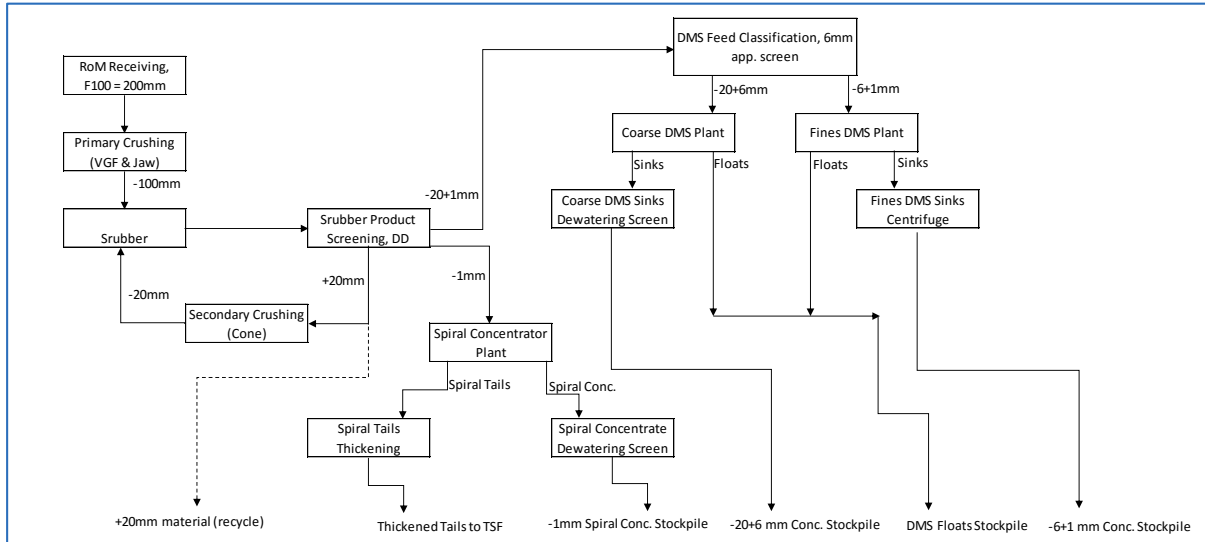 RoM Receiving,
F100 = 200mm
Primary Crushing
(VGF & Jaw)
-100mm
Srubber
Srubber Product
Screening, DD
-20+1mm
+20mm
-1mm
-20mm
Secondary Crushing
(Cone)
Spiral Concentrator
Plant
Spiral Tails
Spiral Conc.
Spiral Tails
Thickening
Spiral Concentrate
Dewatering Screen
DMS Feed Classification, 6mm
app. screen
-20+6mm
-6+1mm
Coarse DMS Plant
Fines DMS Plant
Sinks
Floats
Floats
Sinks
Coarse DMS Sinks
Dewatering Screen
Fines DMS Sinks
Centrifuge
+20mm material (recycle)
Thickened Tails to TSF
-1mm Spiral Conc. Stockpile
-20+6 mm Conc. Stockpile
DMS Floats Stockpile
-6+1 mm Conc. Stockpile